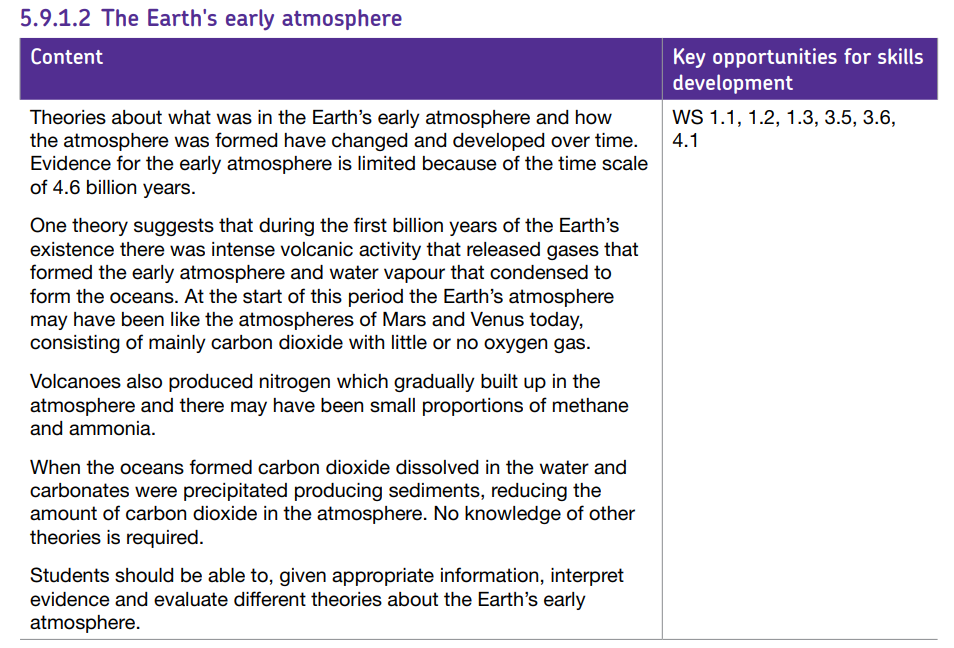 5.9.1.2 The Earth's early atmosphere
Content
Key opportunities for skills
development
Theories about what was in the Earth’s early atmosphere and how
the atmosphere was formed have changed and developed over time.
Evidence for the early atmosphere is limited because of the time scale
of 4.6 billion years.
One theory suggests that during the first billion years of the Earth’s
existence there was intense volcanic activity that released gases that
formed the early atmosphere and water vapour that condensed to
form the oceans. At the start of this period the Earth’s atmosphere
may have been like the atmospheres of Mars and Venus today,
consisting of mainly carbon dioxide with little or no oxygen gas.
Volcanoes also produced nitrogen which gradually built up in the
atmosphere and there may have been small proportions of methane
and ammonia.
When the oceans formed carbon dioxide dissolved in the water and
carbonates were precipitated producing sediments, reducing the
amount of carbon dioxide in the atmosphere. No knowledge of other
theories is required.
Students should be able to, given appropriate information, interpret
evidence and evaluate different theories about the Earth’s early
atmosphere.
WS 1.1, 1.2, 1.3, 3.5, 3.6,
4.1